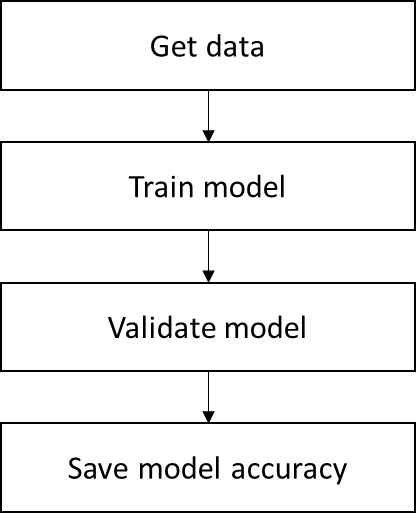 Get data
Train model
Validate model
Save model accuracy